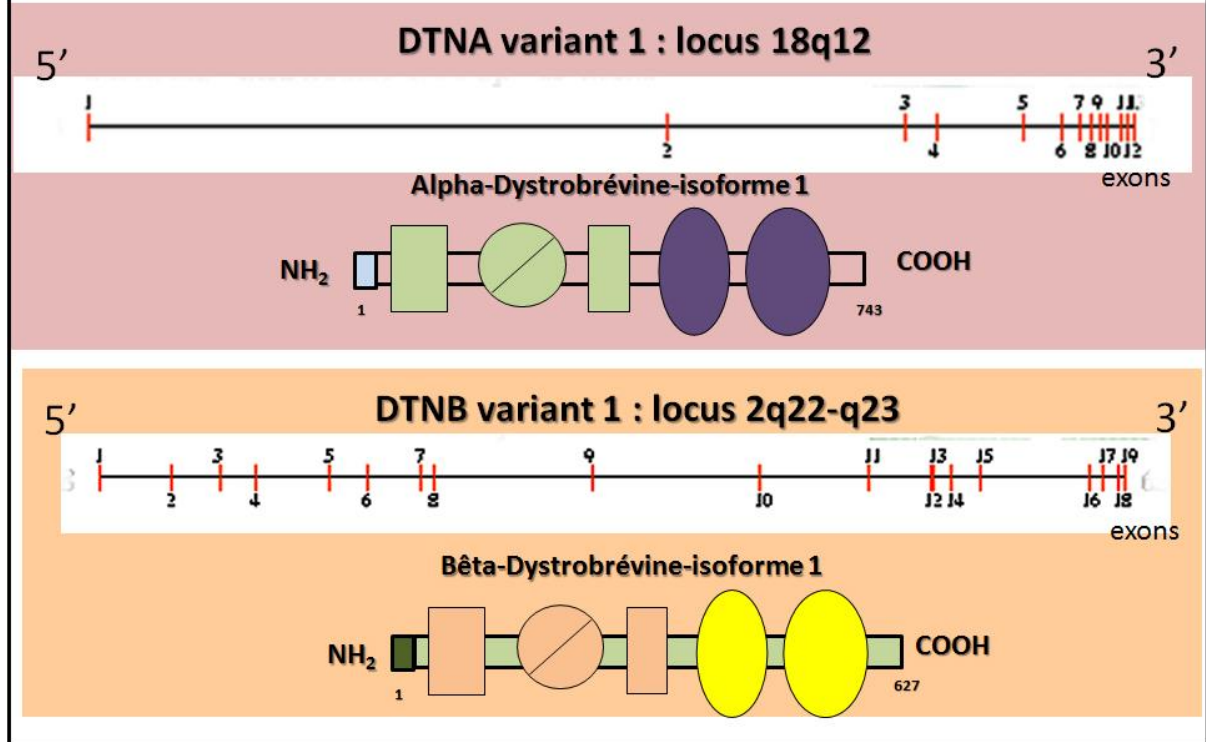 DTNA variant 1 : locus 18q12
5’ 3’
1 3 5 7 9
2 4 6 8 10 12
exons
Alpha-Dystrobrévine-isoforme 1
NH2 COOH
1 743
DTNB variant 1 : locus 2q22-q23
5’ 3’
1 3 5 7 9 11 13 15 17 19
2 4 6 8 10 12 14 16 18
exons
Bêta-Dystrobrévine-isoforme 1
NH2 COOH
1 627